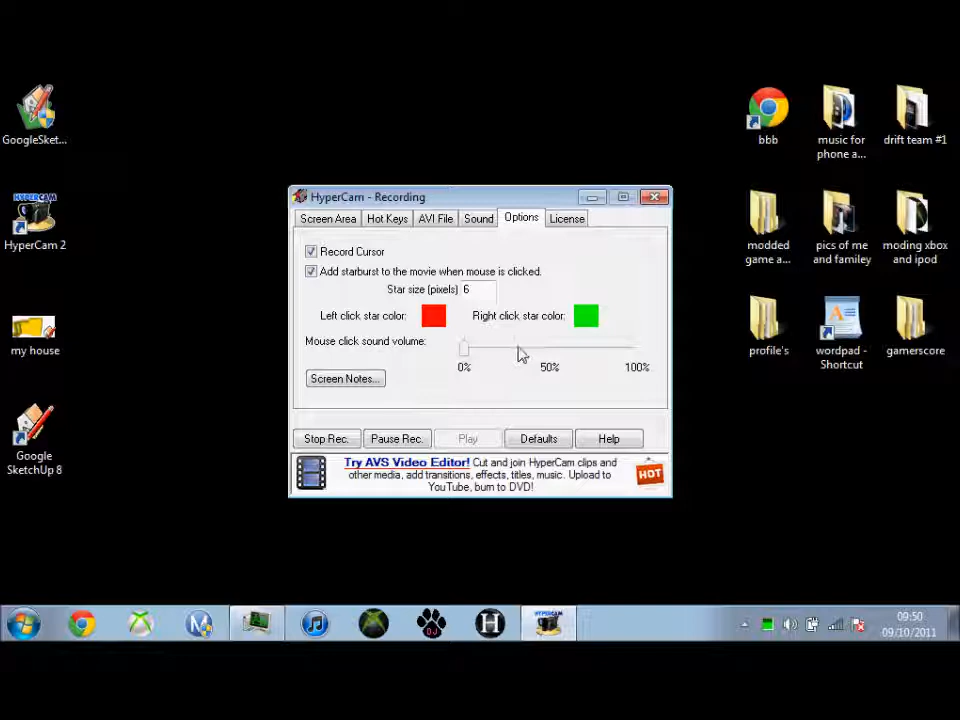 GoogleSket...
HYPERCAM
HyperCam 2
my house
Google
SketchUp 8
HyperCam - Recording
Screen Area
Hot Keys
AVI File
Sound
Options
License
Record Cursor
Add starburst to the movie when mouse is clicked.
Star size (pixels) 6
Left click star color:
Right click star color:
Mouse click sound volume:
0%
50%
100%
Screen Notes...
Stop Rec.
Pause Rec.
Play
Defaults
Help
Try AVS Video Editor! Cut and join HyperCam clips and
other media, add transitions, effects, titles, music. Upload to
YouTube, burn to DVD!
HOT
bbb
music for
phone a...
drift team #1
modded
game a...
pics of me
and familey
moding xbox
and ipod
profile's
wordpad -
Shortcut
gamerscore
M
DJ
H
HYPERCAM
09:50
09/10/2011